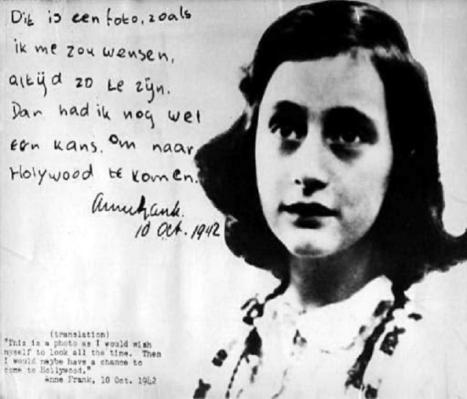 Dit is een foto, zoals
ik me zou wensen,
altijd zo te zijn.
Dan had ik nog wel
een kans, om naar
Holywood te komen.
Annefrank.
10 Oct. 1942
(translation)
"This is a photo as I would wish
myself to look all the time. Then
I would maybe have a chance to
come to Hollywood."
Anne Frank, 10 Oct. 1942